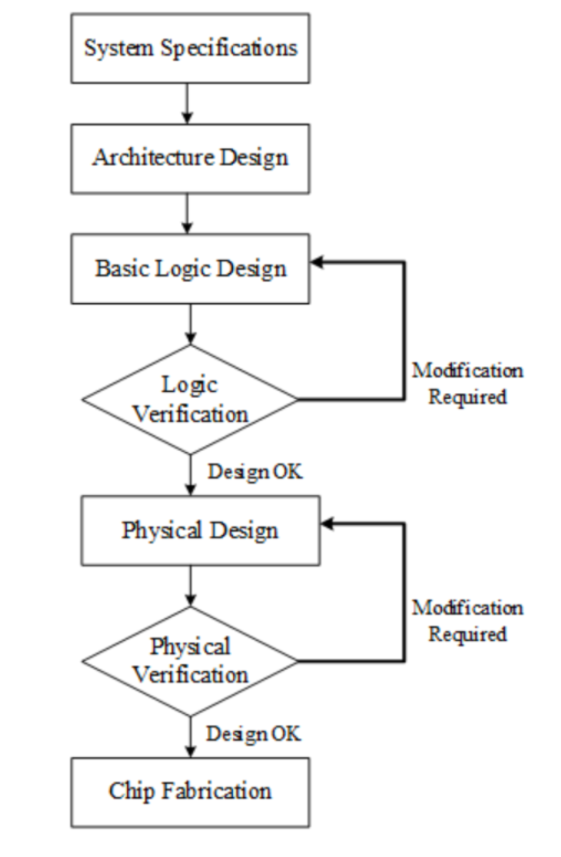 System Specifications
Architecture Design
Basic Logic Design
Logic
Verification
Modification
Required
Design OK
Physical Design
Physical
Verification
Modification
Required
Design OK
Chip Fabrication